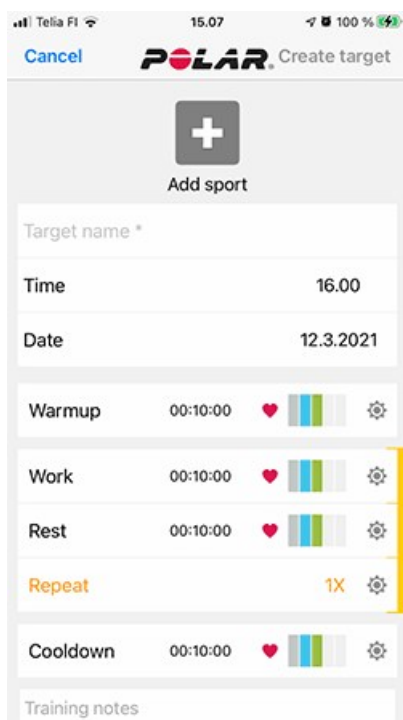 Telia FI 15.07 100 %
Cancel POLAR. Create target
Add sport
Target name *
Time 16.00
Date 12.3.2021
Warmup 00:10:00
Work 00:10:00
Rest 00:10:00
Repeat 1X
Cooldown 00:10:00
Training notes